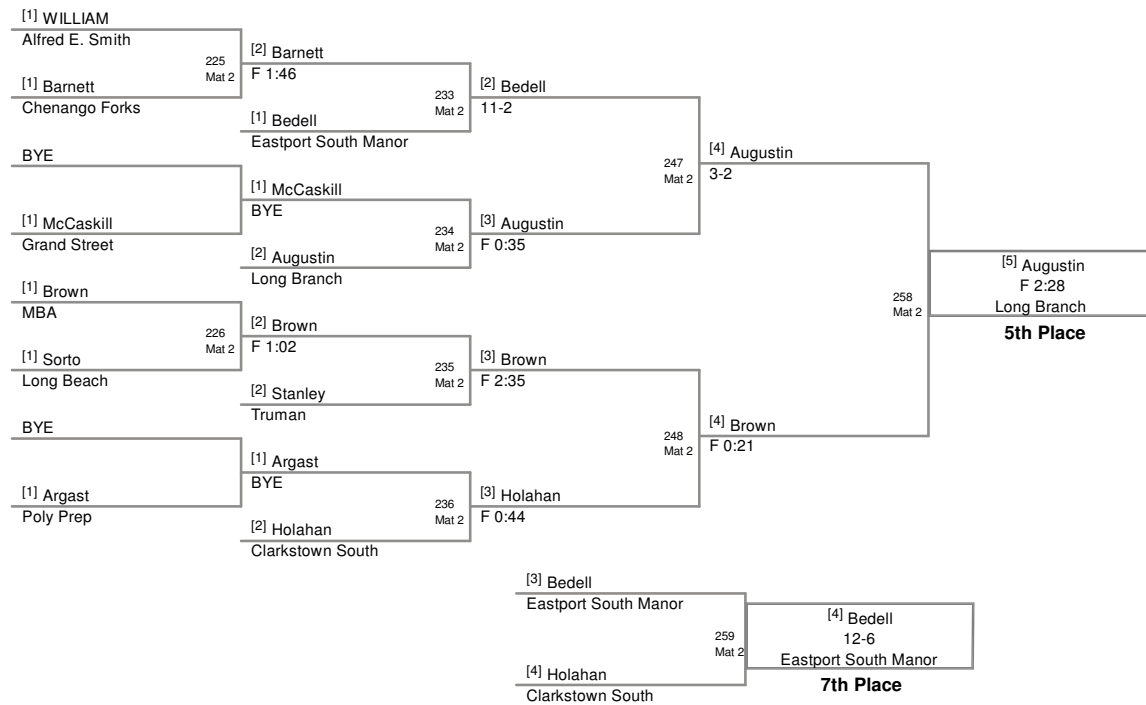 [1] WILLIAM
Alfred E. Smith
225
Mat 2
[1] Barnett
Chenango Forks
[2] Barnett
F 1:46
233
Mat 2
[1] Bedell
Eastport South Manor
[2] Bedell
11-2
BYE
[1] McCaskill
Grand Street
[1] McCaskill
BYE
234
Mat 2
[2] Augustin
Long Branch
[3] Augustin
F 0:35
247
Mat 2
[4] Augustin
3-2
[1] Brown
MBA
226
Mat 2
[1] Sorto
Long Beach
[2] Brown
F 1:02
235
Mat 2
[2] Stanley
Truman
[3] Brown
F 2:35
BYE
[1] Argast
Poly Prep
[1] Argast
BYE
236
Mat 2
[2] Holahan
Clarkstown South
[3] Holahan
F 0:44
248
Mat 2
[4] Brown
F 0:21
258
Mat 2
[5] Augustin
F 2:28
Long Branch
5th Place
[3] Bedell
Eastport South Manor
259
Mat 2
[4] Holahan
Clarkstown South
[4] Bedell
12-6
Eastport South Manor
7th Place